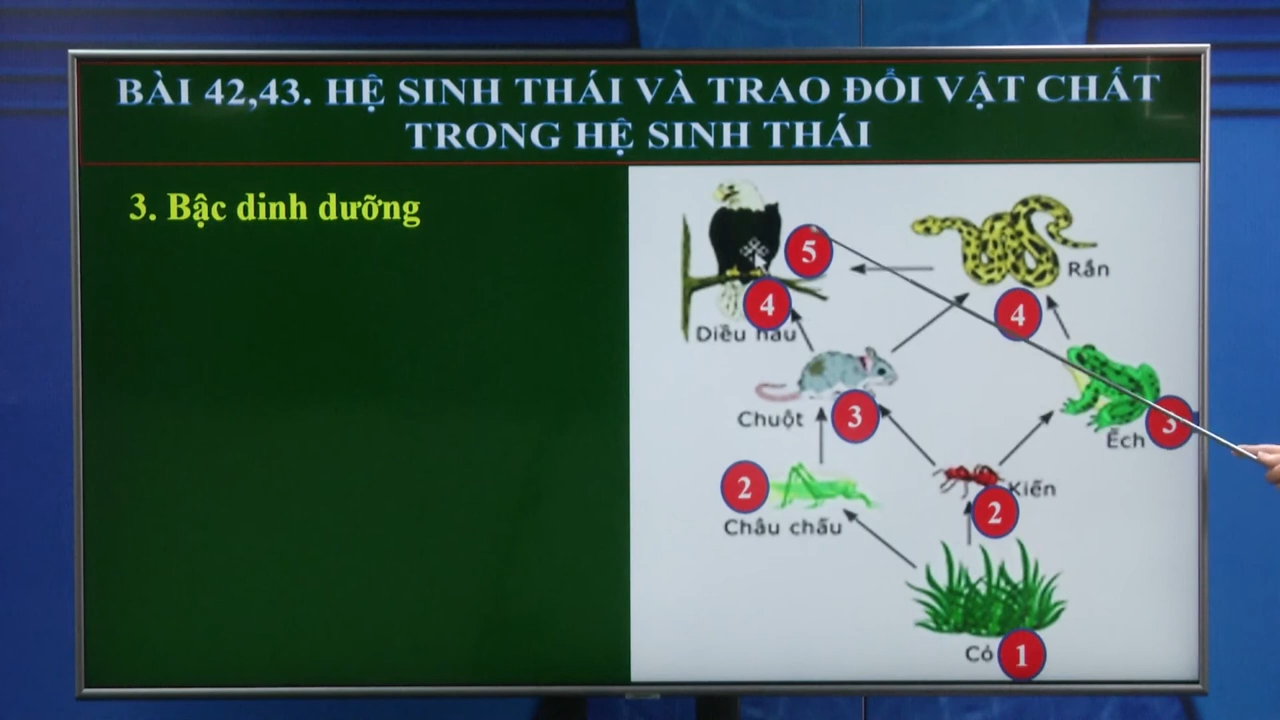 BÀI 42,43. HỆ SINH THÁI VÀ TRAO ĐỔI VẬT CHẤT
TRONG HỆ SINH THÁI
3. Bậc dinh dưỡng
5
Rắn
4
4
Diều hâu
Chuột
3
Ếch
3
2
Châu chấu
Kiến
2
Cỏ
1